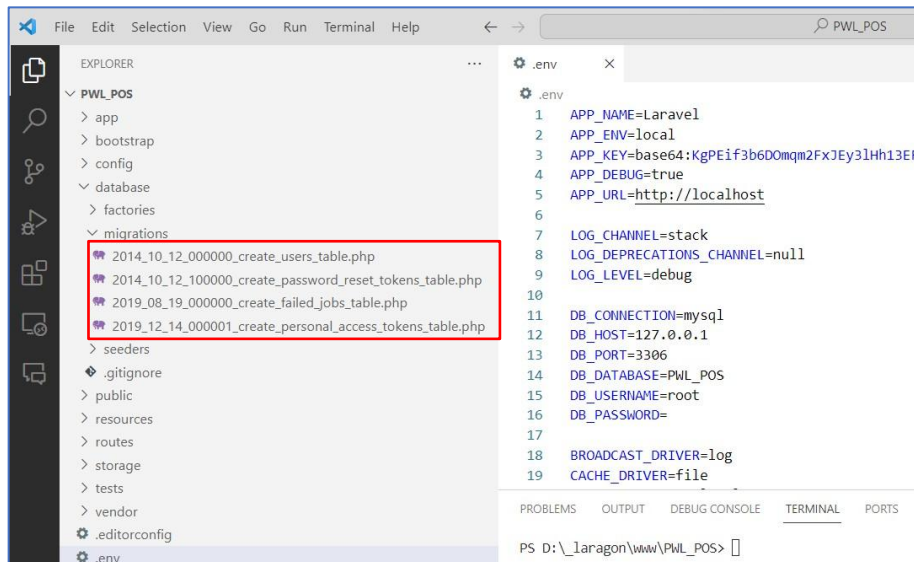 File Edit Selection View Go Run Terminal Help
PWL_POS
EXPLORER
PWL_POS
app
bootstrap
config
database
factories
migrations
2014_10_12_000000_create_users_table.php
2014_10_12_100000_create_password_reset_tokens_table.php
2019_08_19_000000_create_failed_jobs_table.php
2019_12_14_000001_create_personal_access_tokens_table.php
seeders
.gitignore
public
resources
routes
storage
tests
vendor
.editorconfig
.env
.env
.env
1 APP_NAME=Laravel
2 APP_ENV=local
3 APP_KEY=base64:KgPEif3b6DOmqm2FxJEy3lHh13EF
4 APP_DEBUG=true
5 APP_URL=http://localhost
6
7 LOG_CHANNEL=stack
8 LOG_DEPRECATIONS_CHANNEL=null
9 LOG_LEVEL=debug
10
11 DB_CONNECTION=mysql
12 DB_HOST=127.0.0.1
13 DB_PORT=3306
14 DB_DATABASE=PWL_POS
15 DB_USERNAME=root
16 DB_PASSWORD=
17
18 BROADCAST_DRIVER=log
19 CACHE_DRIVER=file
PROBLEMS OUTPUT DEBUG CONSOLE TERMINAL PORTS
PS D:\_laragon\www\PWL_POS>